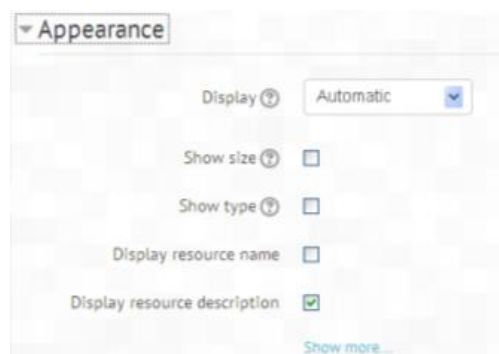 Appearance
Display
Automatic
Show size
Show type
Display resource name
Display resource description
Show more...